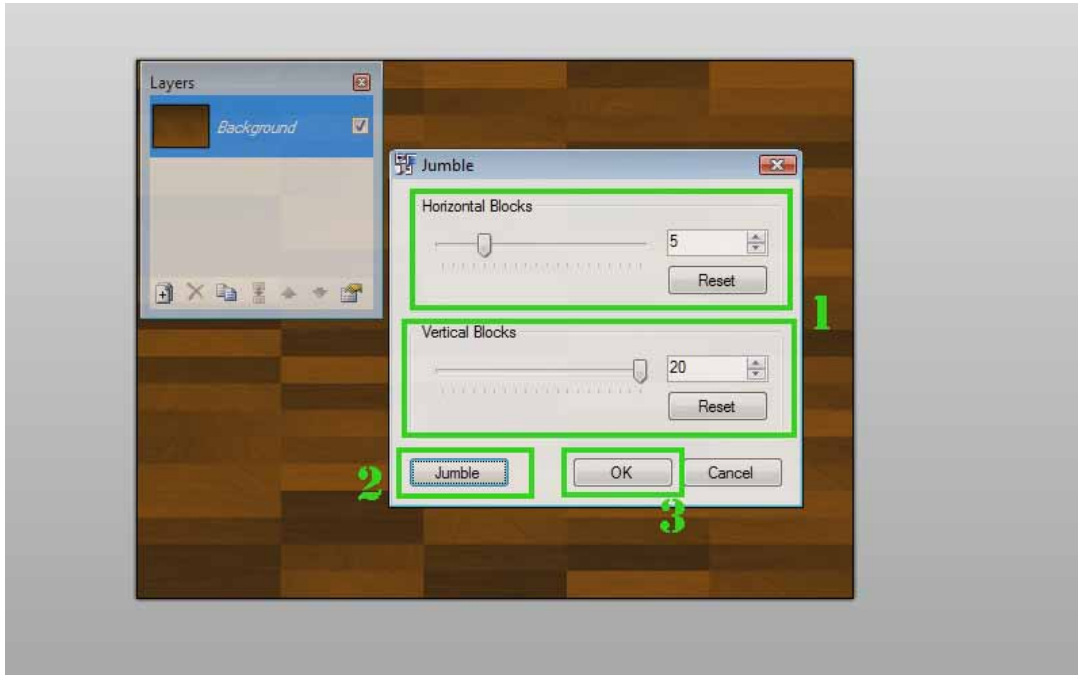 Layers
Background
Jumble
Horizontal Blocks
5
Reset
1
Vertical Blocks
20
Reset
2
Jumble
OK
Cancel
3